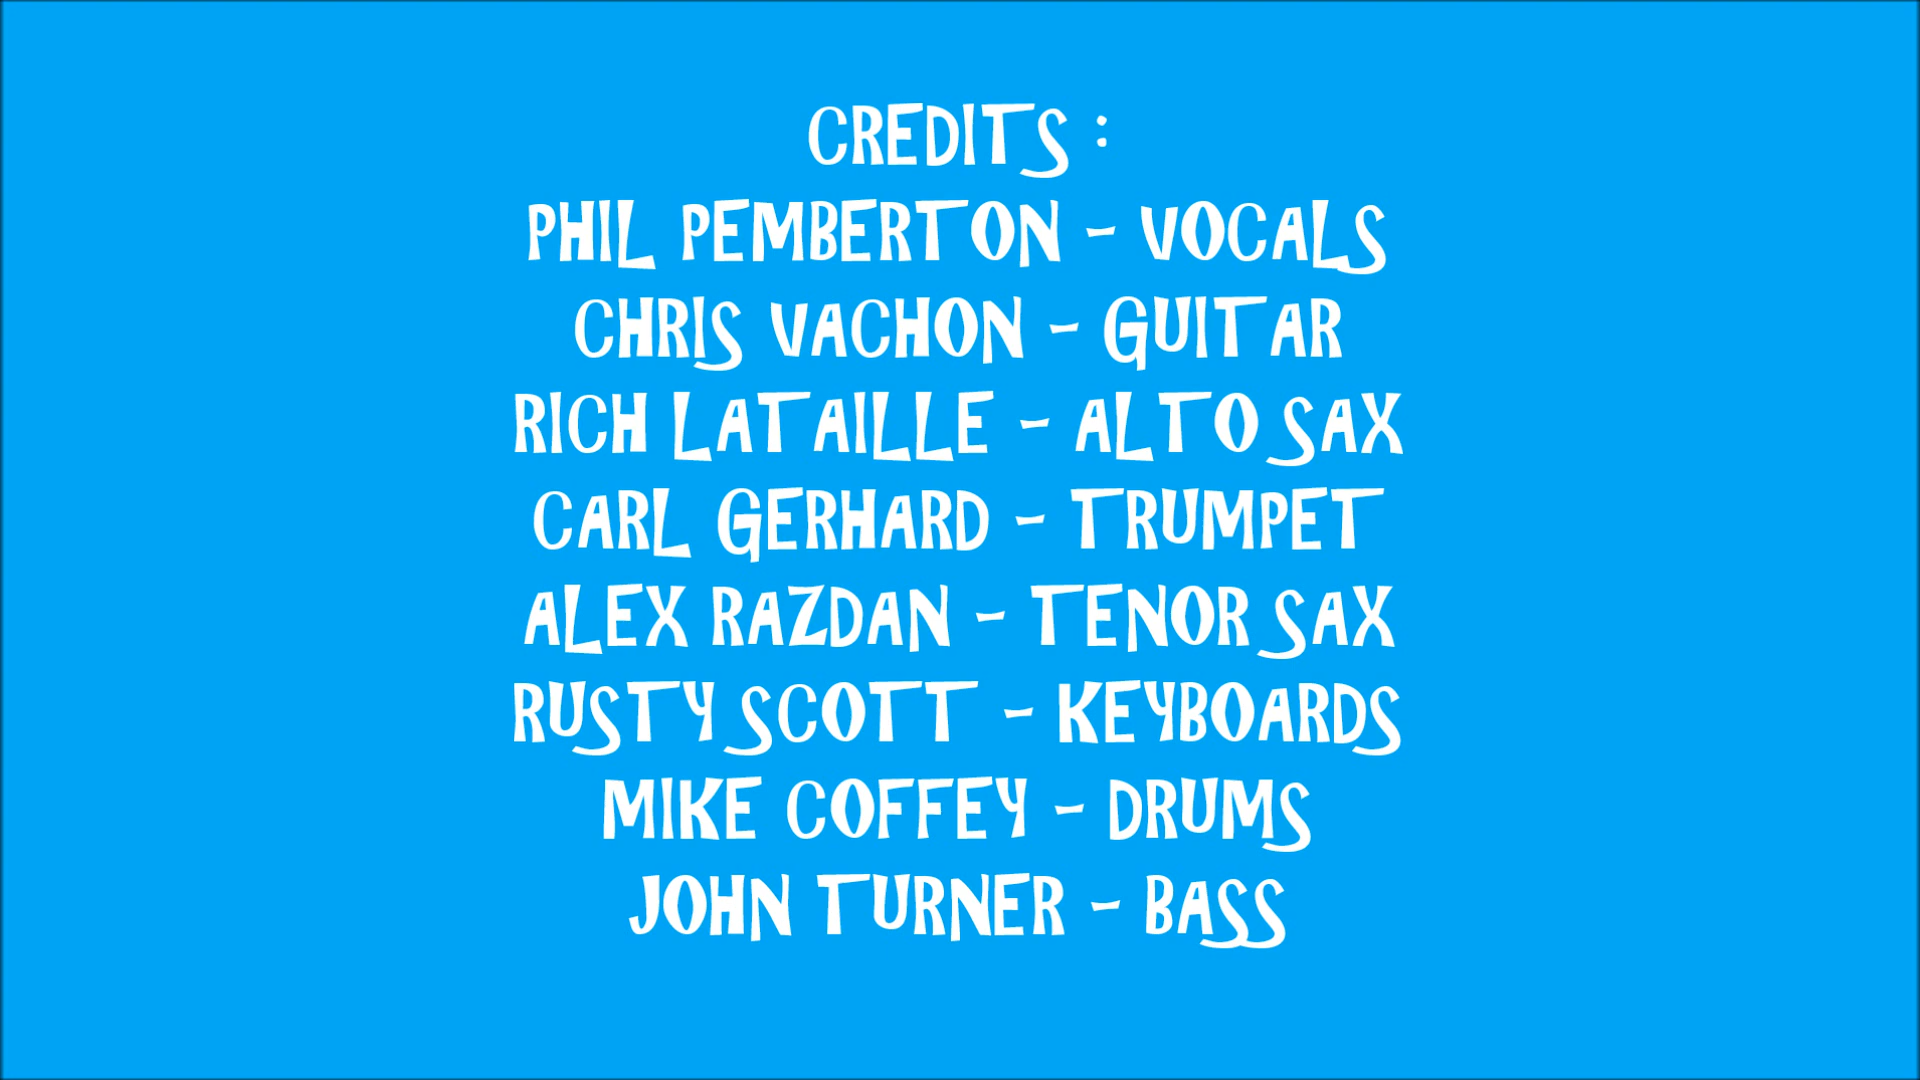 CREDITS :
PHIL PEMBERTON - VOCALS
CHRIS VACHON - GUITAR
RICH LATAILLE - ALTO SAX
CARL GERHARD - TRUMPET
ALEX RAZDAN - TENOR SAX
RUSTY SCOTT - KEYBOARDS
MIKE COFFEY - DRUMS
JOHN TURNER - BASS